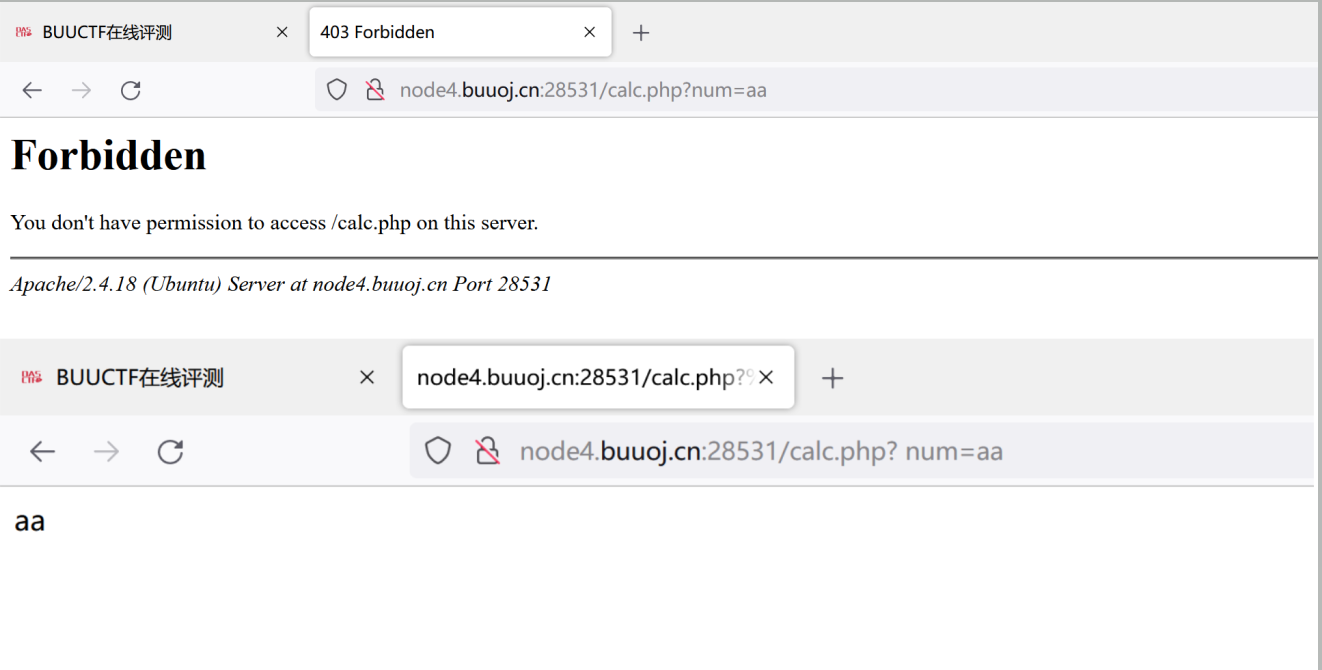 BUUCTF在线评测
403 Forbidden
node4.buuoj.cn:28531/calc.php?num=aa
Forbidden
You don't have permission to access /calc.php on this server.
Apache/2.4.18 (Ubuntu) Server at node4.buuoj.cn Port 28531
BUUCTF在线评测
node4.buuoj.cn:28531/calc.php?
node4.buuoj.cn:28531/calc.php? num=aa
aa